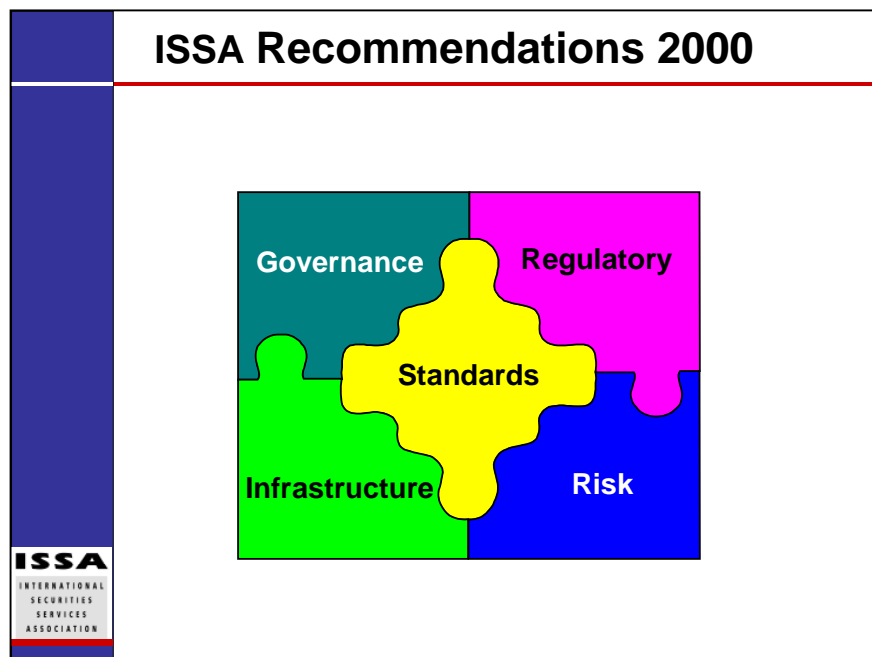 ISSA Recommendations 2000
Governance
Regulatory
Standards
Infrastructure
Risk
ISSA
INTERNATIONAL
SECURITIES
SERVICES
ASSOCIATION